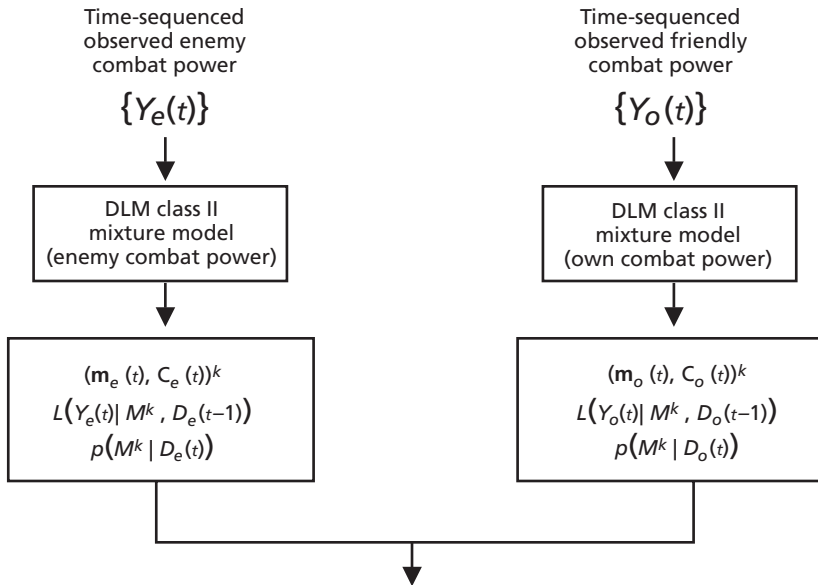 Time-sequenced
observed enemy
combat power
{Yₑ(t)}
DLM class II
mixture model
(enemy combat power)
(𝐦ₑ (t), Cₑ (t))ᵏ
L(Yₑ(t)| Mᵏ , Dₑ(t–1))
p(Mᵏ | Dₑ(t))
Time-sequenced
observed friendly
combat power
{Yₒ(t)}
DLM class II
mixture model
(own combat power)
(𝐦ₒ (t), Cₒ (t))ᵏ
L(Yₒ(t)| Mᵏ , Dₒ(t–1))
p(Mᵏ | Dₒ(t))